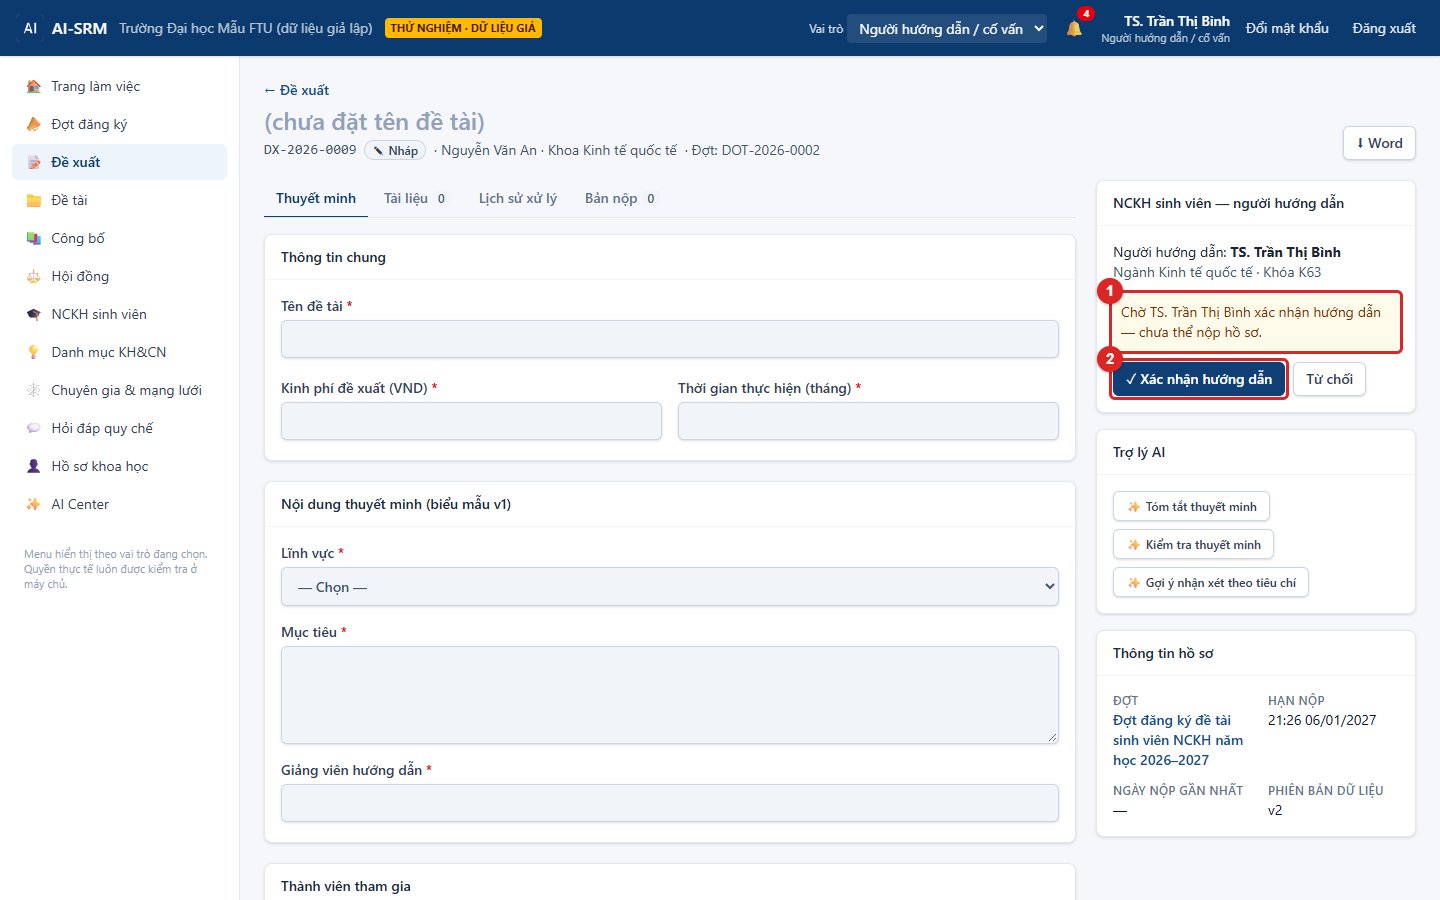 AI AI-SRM Trường Đại học Mẫu FTU (dữ liệu giả lập) THỬ NGHIỆM · DỮ LIỆU GIẢ
Vai trò Người hướng dẫn / cố vấn 4 TS. Trần Thị Bình Đổi mật khẩu Đăng xuất
Người hướng dẫn / cố vấn
Trang làm việc
Đợt đăng ký
Đề xuất
Đề tài
Công bố
Hội đồng
NCKH sinh viên
Danh mục KH&CN
Chuyên gia & mạng lưới
Hỏi đáp quy chế
Hồ sơ khoa học
AI Center
Menu hiển thị theo vai trò đang chọn.
Quyền thực tế luôn được kiểm tra ở
máy chủ.
← Đề xuất
(chưa đặt tên đề tài)
DX-2026-0009 Nháp · Nguyễn Văn An · Khoa Kinh tế quốc tế · Đợt: DOT-2026-0002
⬇ Word
Thuyết minh Tài liệu 0 Lịch sử xử lý Bản nộp 0
Thông tin chung
Tên đề tài *
Kinh phí đề xuất (VND) * Thời gian thực hiện (tháng) *
Nội dung thuyết minh (biểu mẫu v1)
Lĩnh vực *
— Chọn —
Mục tiêu *
Giảng viên hướng dẫn *
Thành viên tham gia
NCKH sinh viên — người hướng dẫn
Người hướng dẫn: TS. Trần Thị Bình
Ngành Kinh tế quốc tế · Khóa K63
1
Chờ TS. Trần Thị Bình xác nhận hướng dẫn
— chưa thể nộp hồ sơ.
2
✓ Xác nhận hướng dẫn Từ chối
Trợ lý AI
Tóm tắt thuyết minh
Kiểm tra thuyết minh
Gợi ý nhận xét theo tiêu chí
Thông tin hồ sơ
ĐỢT
Đợt đăng ký đề tài
sinh viên NCKH năm
học 2026–2027
HẠN NỘP
21:26 06/01/2027
NGÀY NỘP GẦN NHẤT
—
PHIÊN BẢN DỮ LIỆU
v2